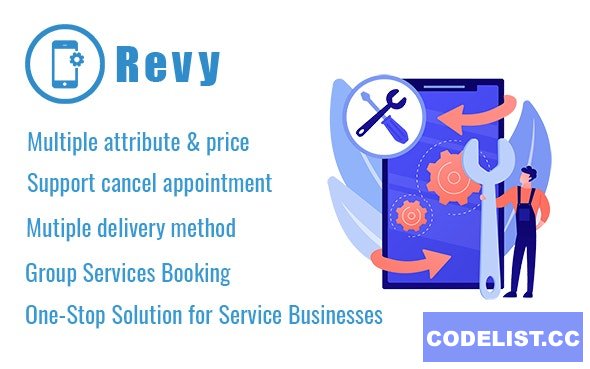 Revy
Multiple attribute & price
Support cancel appointment
Mutiple delivery method
Group Services Booking
One-Stop Solution for Service Businesses
CODELIST.CC